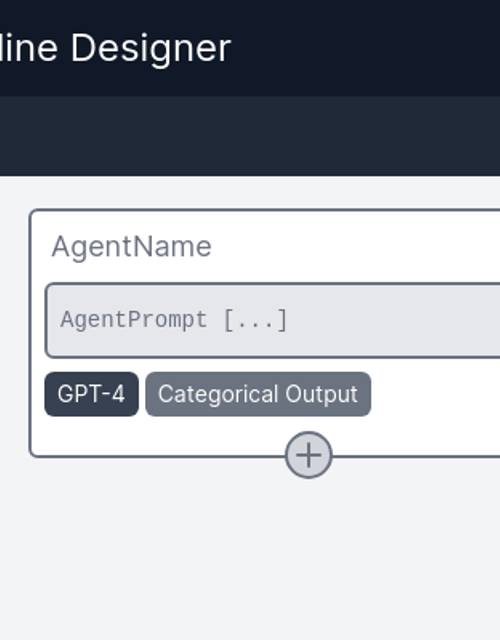 line Designer
AgentName
AgentPrompt [...]
GPT-4 Categorical Output